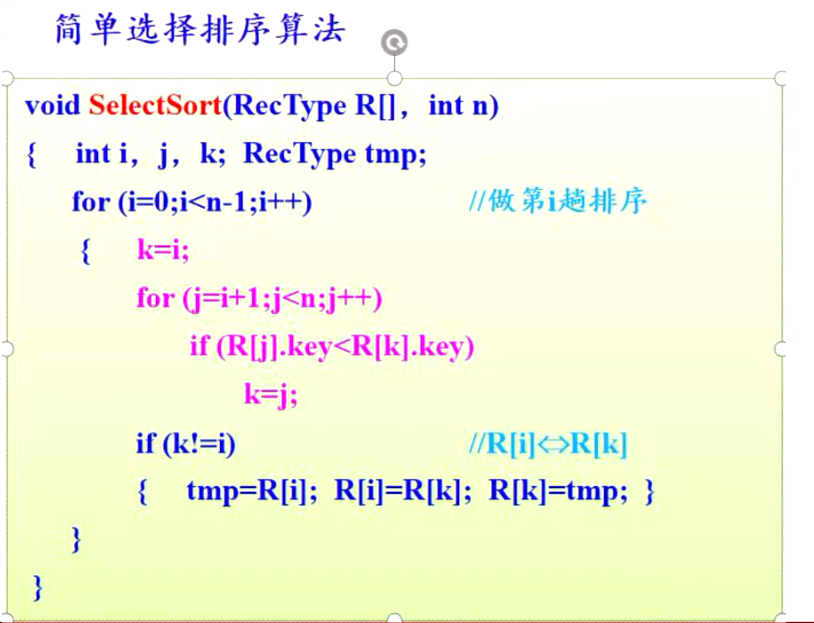 简单选择排序算法
void SelectSort(RecType R[]，int n)
{ int i，j，k; RecType tmp;
for (i=0;i<n-1;i++) //做第i趟排序
{ k=i;
for (j=i+1;j<n;j++)
if (R[j].key<R[k].key)
k=j;
if (k!=i) //R[i]⇔R[k]
{ tmp=R[i]; R[i]=R[k]; R[k]=tmp; }
}
}